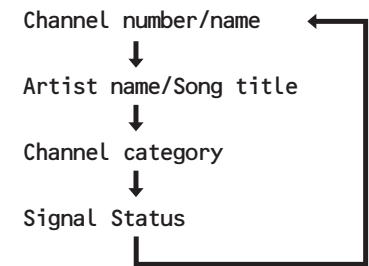 Channel number/name
Artist name/Song title
Channel category
Signal Status